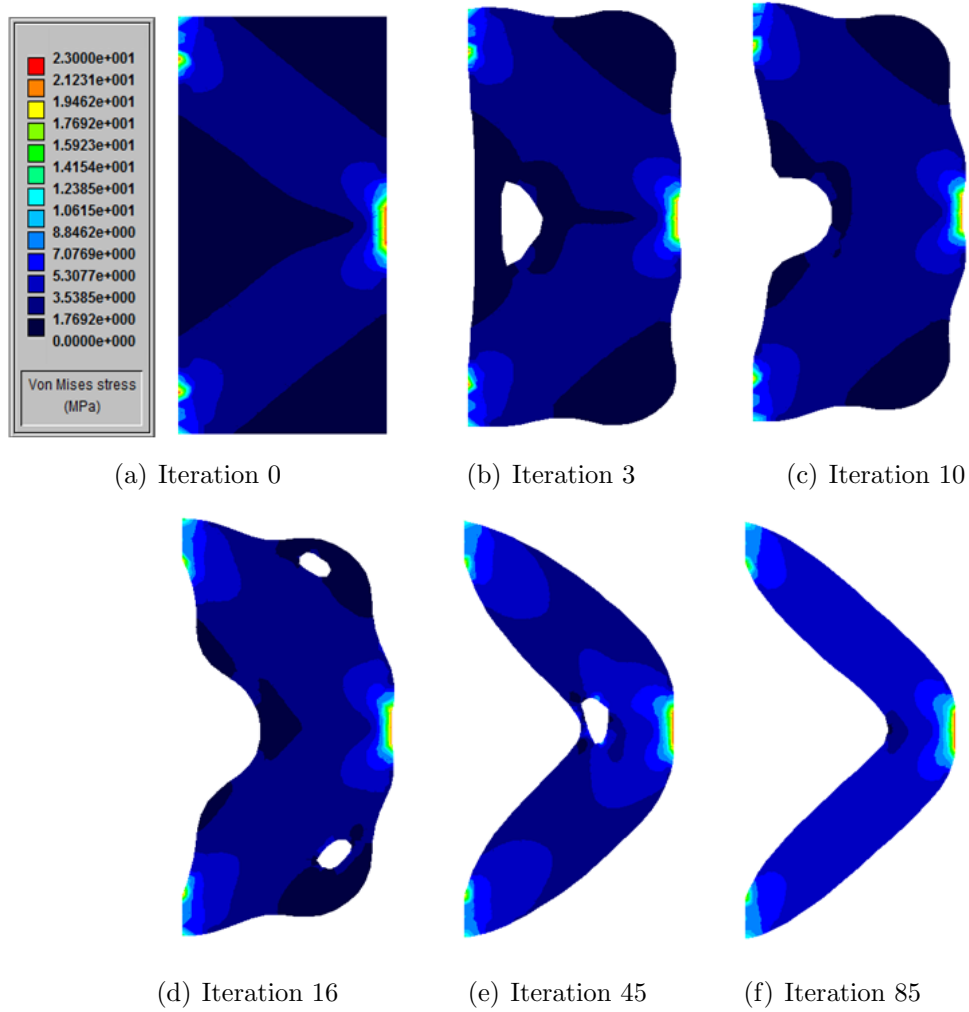 2.3000e+001
2.1231e+001
1.9462e+001
1.7692e+001
1.5923e+001
1.4154e+001
1.2385e+001
1.0615e+001
8.8462e+000
7.0769e+000
5.3077e+000
3.5385e+000
1.7692e+000
0.0000e+000
Von Mises stress
(MPa)
(a) Iteration 0
(b) Iteration 3
(c) Iteration 10
(d) Iteration 16
(e) Iteration 45
(f) Iteration 85